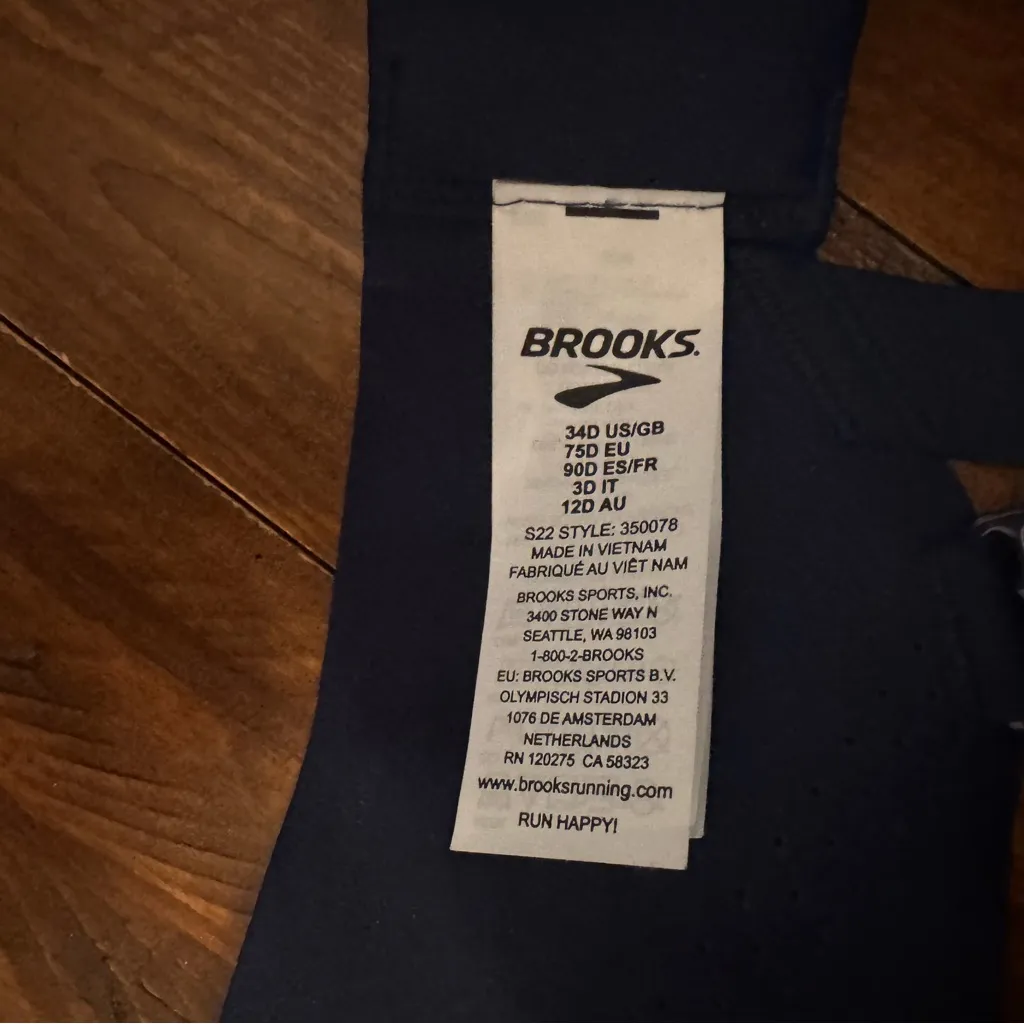 BROOKS.
34D US/GB
75D EU
90D ES/FR
3D IT
12D AU
S22 STYLE: 350078
MADE IN VIETNAM
FABRIQUÉ AU VIÊT NAM
BROOKS SPORTS, INC.
3400 STONE WAY N
SEATTLE, WA 98103
1-800-2-BROOKS
EU: BROOKS SPORTS B.V.
OLYMPISCH STADION 33
1076 DE AMSTERDAM
NETHERLANDS
RN 120275 CA 58323
www.brooksrunning.com
RUN HAPPY!